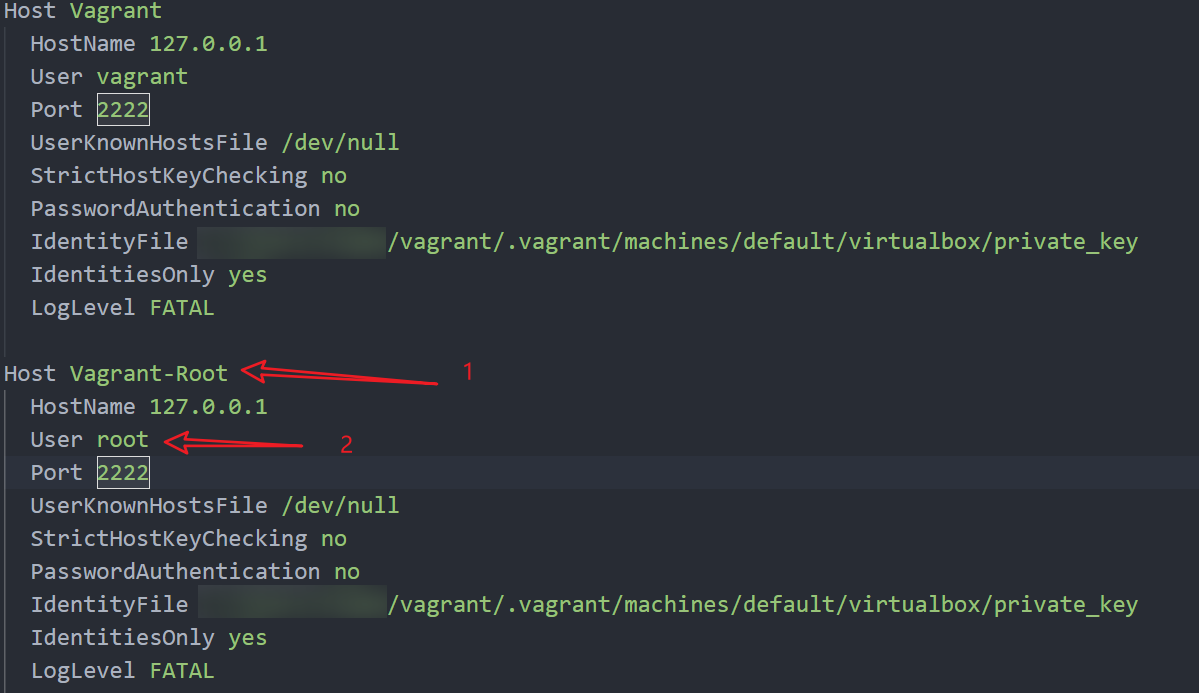 Host Vagrant
HostName 127.0.0.1
User vagrant
Port 2222
UserKnownHostsFile /dev/null
StrictHostKeyChecking no
PasswordAuthentication no
IdentityFile /vagrant/.vagrant/machines/default/virtualbox/private_key
IdentitiesOnly yes
LogLevel FATAL
Host Vagrant-Root 1
HostName 127.0.0.1
User root 2
Port 2222
UserKnownHostsFile /dev/null
StrictHostKeyChecking no
PasswordAuthentication no
IdentityFile /vagrant/.vagrant/machines/default/virtualbox/private_key
IdentitiesOnly yes
LogLevel FATAL